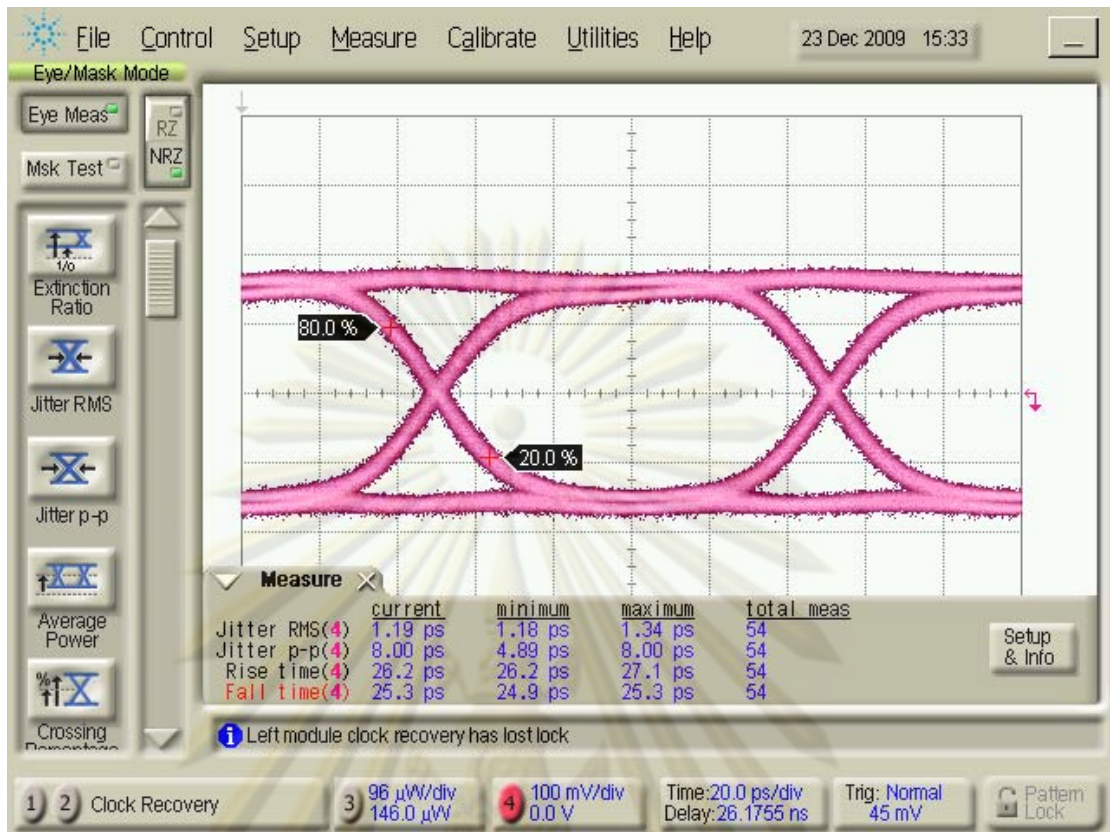 File Control Setup Measure Calibrate Utilities Help 23 Dec 2009 15:33
Eye/Mask Mode
Eye Meas
RZ
NRZ
Msk Test
1/0
Extinction
Ratio
Jitter RMS
Jitter p-p
Average
Power
%
Crossing
Percentage
80.0 %
20.0 %
Measure
current minimum maximum total meas
Jitter RMS(4) 1.19 ps 1.18 ps 1.34 ps 54
Jitter p-p(4) 8.00 ps 4.89 ps 8.00 ps 54
Rise time(4) 26.2 ps 26.2 ps 27.1 ps 54
Fall time(4) 25.3 ps 24.9 ps 25.3 ps 54
Setup
& Info
Left module clock recovery has lost lock
1 2 Clock Recovery
3 96 µW/div
146.0 µW
4 100 mV/div
0.0 V
Time:20.0 ps/div
Delay:26.1755 ns
Trig: Normal
45 mV
Pattern
Lock